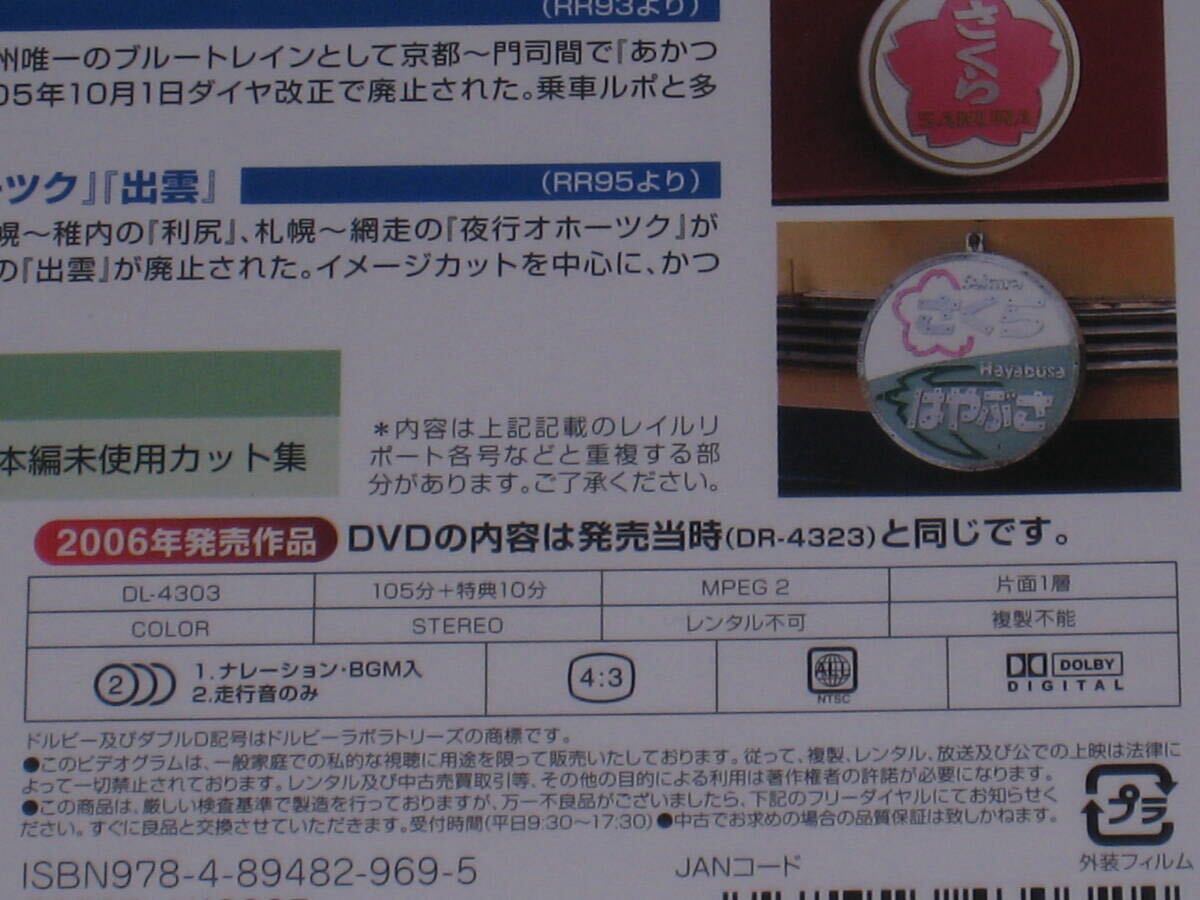 (RR93より)
州唯一のブルートレインとして京都～門司間で『あかつ
05年10月1日ダイヤ改正で廃止された。乗車ルポと多
ーツク』『出雲』
(RR95より)
幌～稚内の『利尻』、札幌～網走の『夜行オホーツク』が
の『出雲』が廃止された。イメージカットを中心に、かつ
さくら
SAKURA
Sakura
さくら
Hayabusa
はやぶさ
本編未使用カット集
＊内容は上記記載のレイルリ
ポート各号などと重複する部
分があります。ご了承ください。
2006年発売作品 DVDの内容は発売当時(DR-4323)と同じです。
DL-4303 105分＋特典10分 MPEG 2 片面1層
COLOR STEREO レンタル不可 複製不能
2 1. ナレーション・BGM入
2. 走行音のみ
4:3
ALL
NTSC
DOLBY
DIGITAL
ドルビー及びダブルD記号はドルビーラボラトリーズの商標です。
●このビデオグラムは、一般家庭での私的な視聴に用途を限って販売いたしております。従って、複製、レンタル、放送及び公での上映は法律に
よって一切禁止されております。レンタル及び中古売買取引等、その他の目的による利用は著作権者の許諾が必要になります。
●この商品は、厳しい検査基準で製造を行っておりますが、万一不良品がございましたら、下記のフリーダイヤルにてお知らせく
ださい。すぐに良品と交換させていただきます。受付時間(平日9:30～17:30)●中古でお求めの場合の品質保証は致しかねます。
プラ
外装フィルム
ISBN978-4-89482-969-5
JANコード